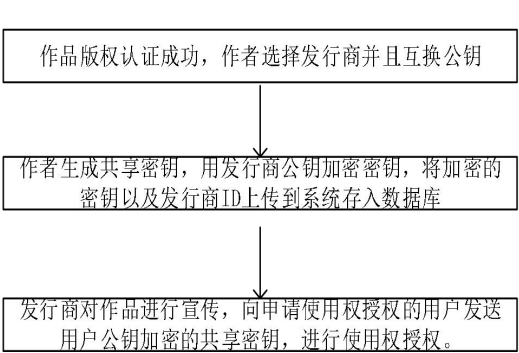 作品版权认证成功，作者选择发行商并且互换公钥
作者生成共享密钥，用发行商公钥加密密钥，将加密的
密钥以及发行商ID上传到系统存入数据库
发行商对作品进行宣传，向申请使用权授权的用户发送
用户公钥加密的共享密钥，进行使用权授权。